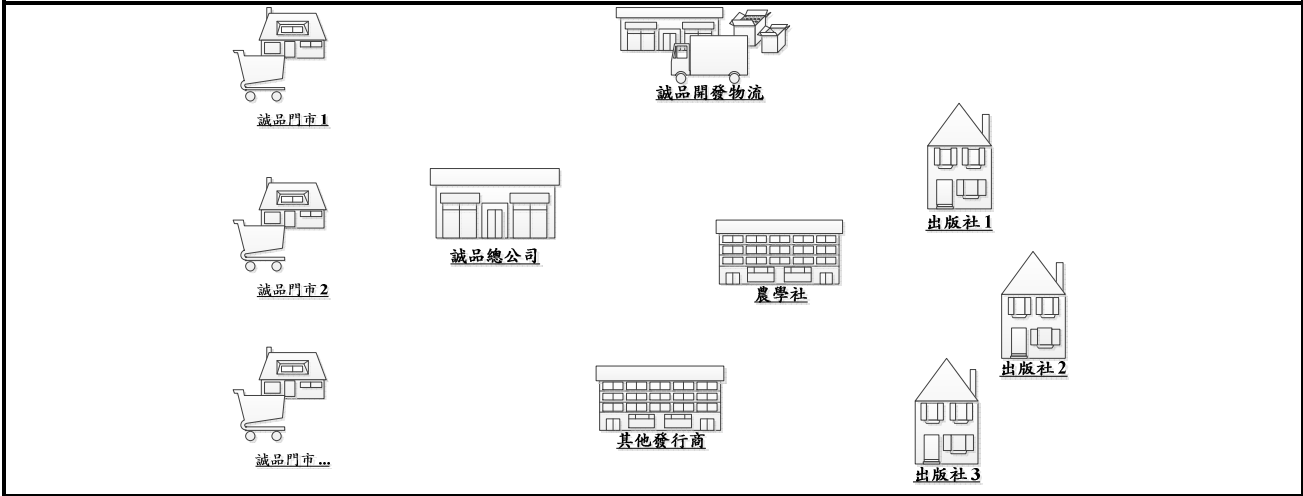 誠品開發物流
誠品門市1
出版社1
誠品總公司
誠品門市2
農學社
出版社2
其他發行商
誠品門市...
出版社3